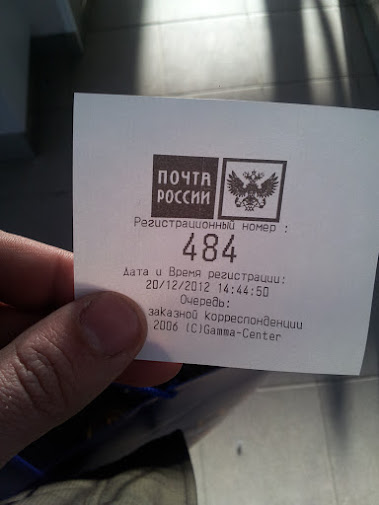 ПОЧТА
РОССИИ
Регистрационный номер :
484
Дата и Время регистрации:
20/12/2012 14:44:50
Очередь:
заказной корреспонденции
2006 (C)Gamma-Center